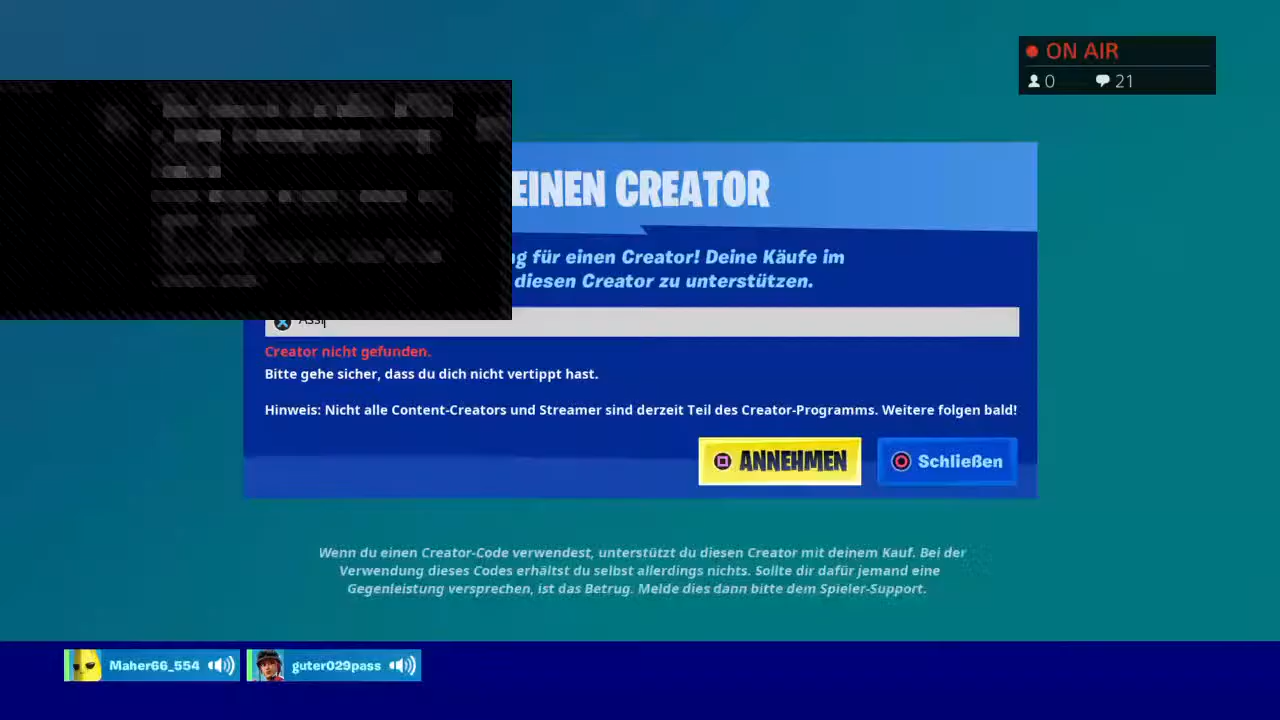 ON AIR
0 21
EINEN CREATOR
für einen Creator! Deine Käufe im
diesen Creator zu unterstützen.
Creator nicht gefunden.
Bitte gehe sicher, dass du dich nicht vertippt hast.
Hinweis: Nicht alle Content-Creators und Streamer sind derzeit Teil des Creator-Programms. Weitere folgen bald!
ANNEHMEN Schließen
Wenn du einen Creator-Code verwendest, unterstützt du diesen Creator mit deinem Kauf. Bei der
Verwendung dieses Codes erhältst du selbst allerdings nichts. Sollte dir dafür jemand eine
Gegenleistung versprechen, ist das Betrug. Melde dies dann bitte dem Spieler-Support.
Maher66_554 guter029pass